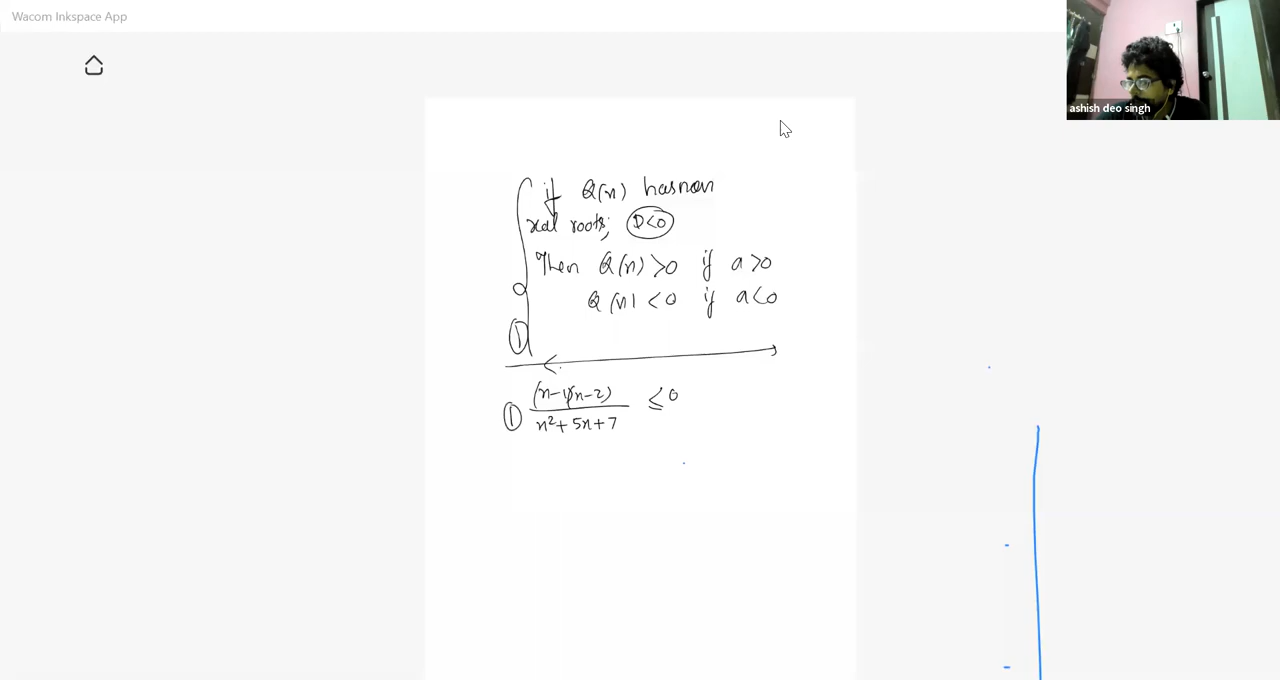 Wacom Inkspace App
ashish deo singh
if Q(x) has non
real roots; D<0
Then Q(x) >0 if a>0
Q(x) <0 if a<0
①
① (x-1)(x-2) / x²+5x+7 ≤0